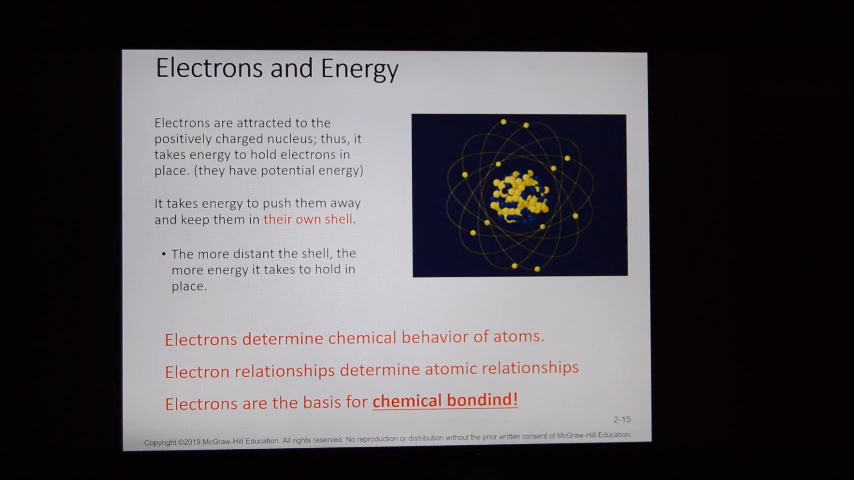 Electrons and Energy
Electrons are attracted to the
positively charged nucleus; thus, it
takes energy to hold electrons in
place. (they have potential energy)
It takes energy to push them away
and keep them in their own shell.
• The more distant the shell, the
more energy it takes to hold in
place.
Electrons determine chemical behavior of atoms.
Electron relationships determine atomic relationships
Electrons are the basis for chemical bondind!
2-15
Copyright ©2019 McGraw-Hill Education. All rights reserved. No reproduction or distribution without the prior written consent of McGraw-Hill Education.